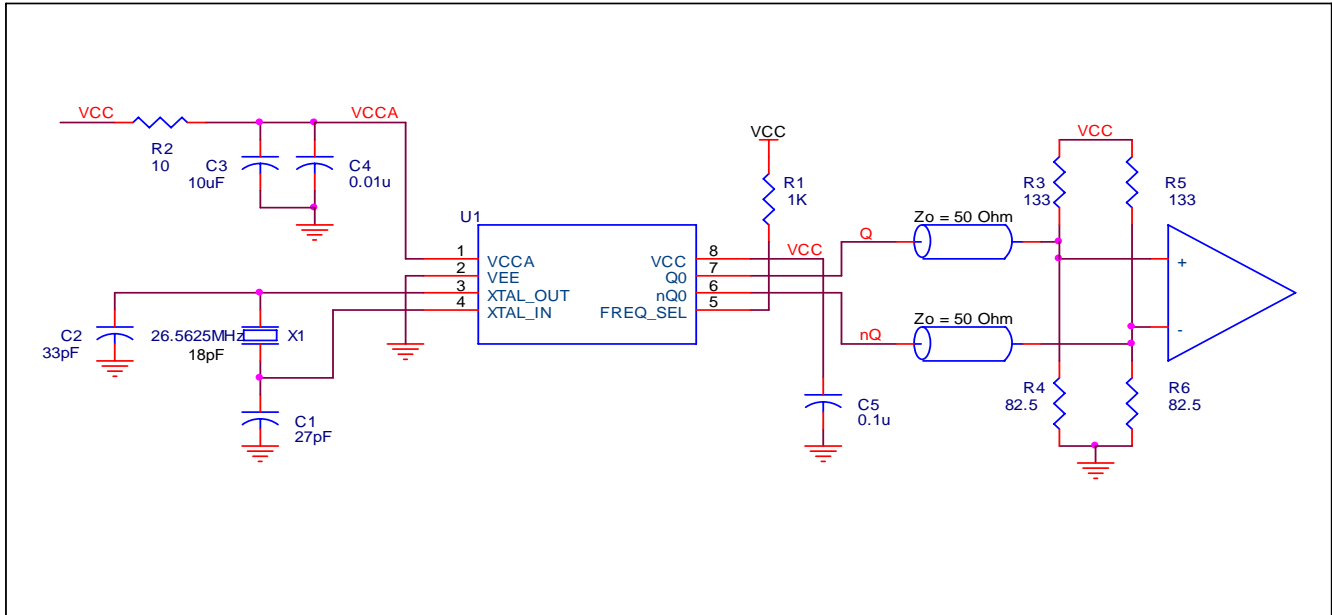 VCC
R2
10
VCCA
C3
10uF
C4
0.01u
VCC
R1
1K
VCC
R3
133
R5
133
U1
Zo = 50 Ohm
Q
1
2
3
4
VCCA
VEE
XTAL_OUT
XTAL_IN
VCC
Q0
nQ0
FREQ_SEL
8
7
6
5
VCC
+
-
C2
33pF
26.5625MHz
X1
18pF
Zo = 50 Ohm
nQ
C1
27pF
C5
0.1u
R4
82.5
R6
82.5